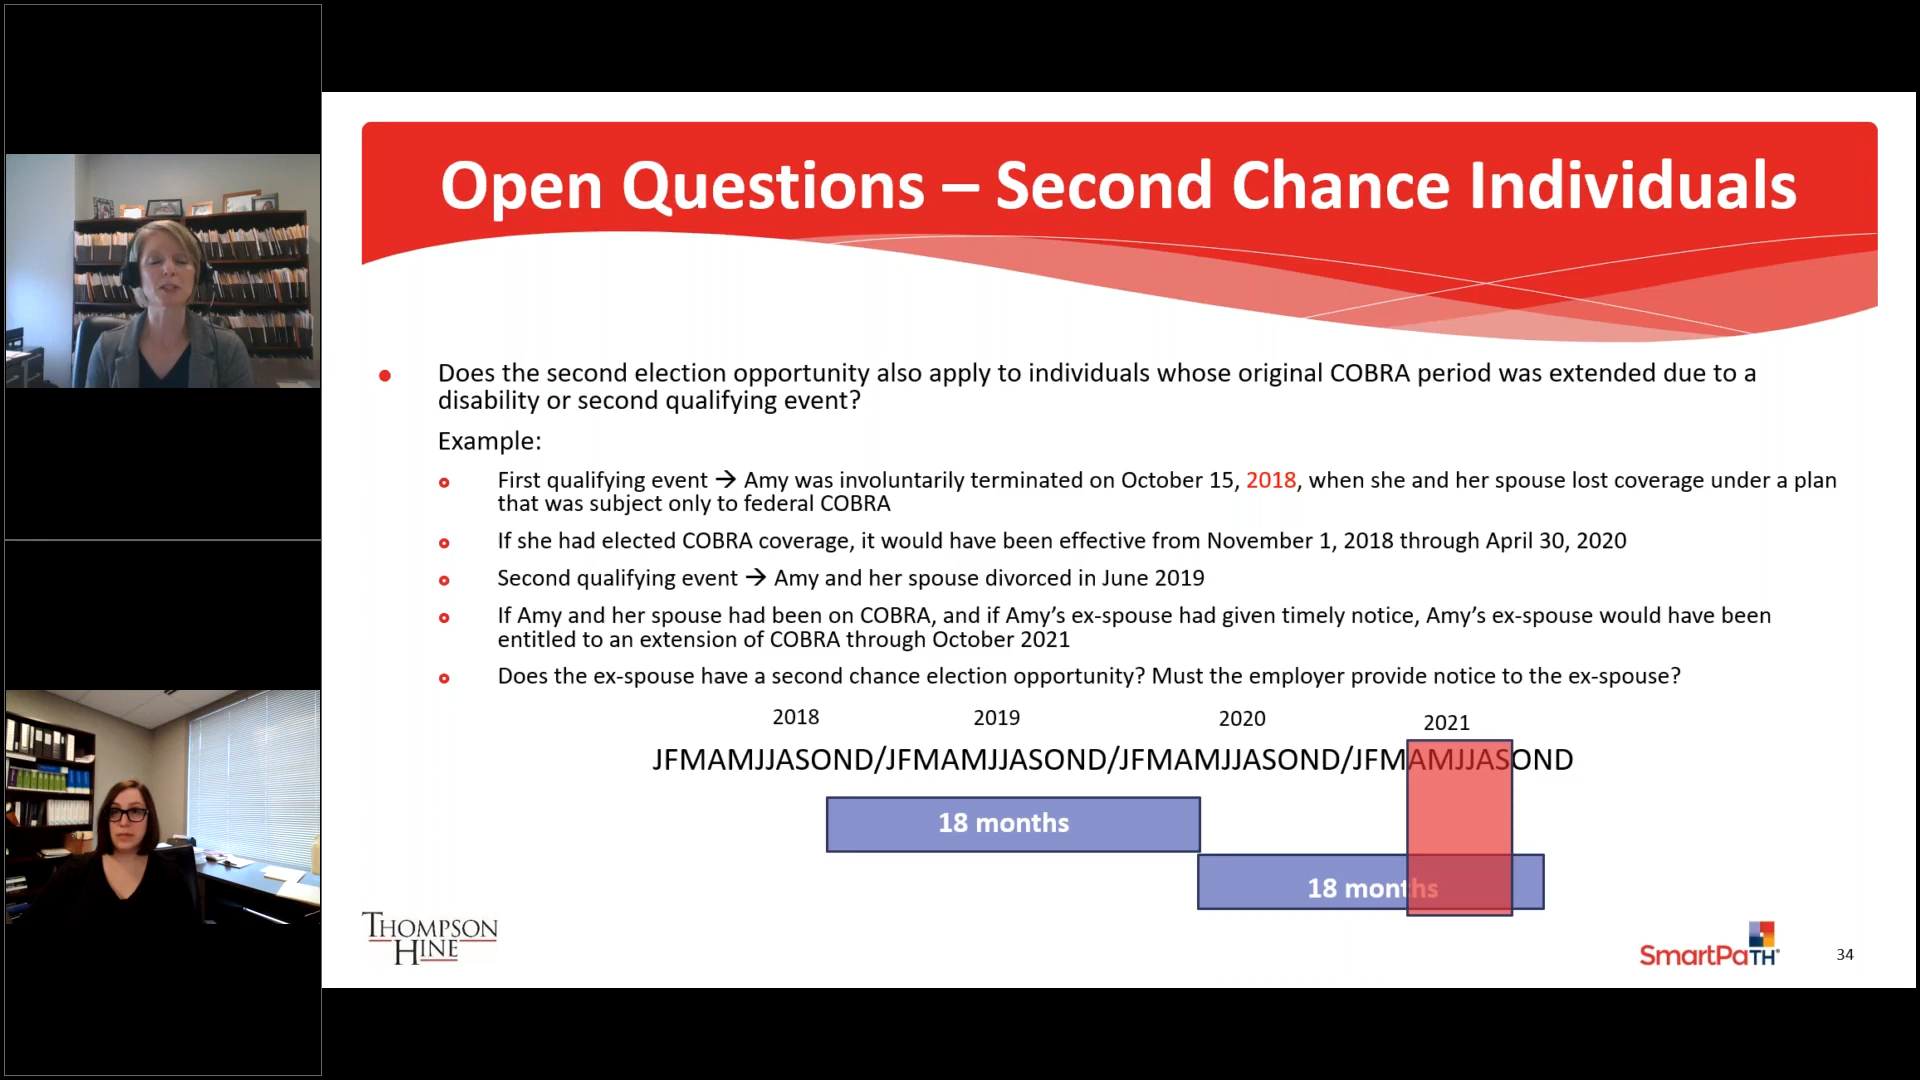 Open Questions – Second Chance Individuals
Does the second election opportunity also apply to individuals whose original COBRA period was extended due to a
disability or second qualifying event?
Example:
First qualifying event → Amy was involuntarily terminated on October 15, 2018, when she and her spouse lost coverage under a plan
that was subject only to federal COBRA
If she had elected COBRA coverage, it would have been effective from November 1, 2018 through April 30, 2020
Second qualifying event → Amy and her spouse divorced in June 2019
If Amy and her spouse had been on COBRA, and if Amy’s ex-spouse had given timely notice, Amy’s ex-spouse would have been
entitled to an extension of COBRA through October 2021
Does the ex-spouse have a second chance election opportunity? Must the employer provide notice to the ex-spouse?
2018 2019 2020 2021
JFMAMJJASOND/JFMAMJJASOND/JFMAMJJASOND/JFMAMJJASOND
18 months
18 months
THOMPSON
HINE
SmartPaTH
34